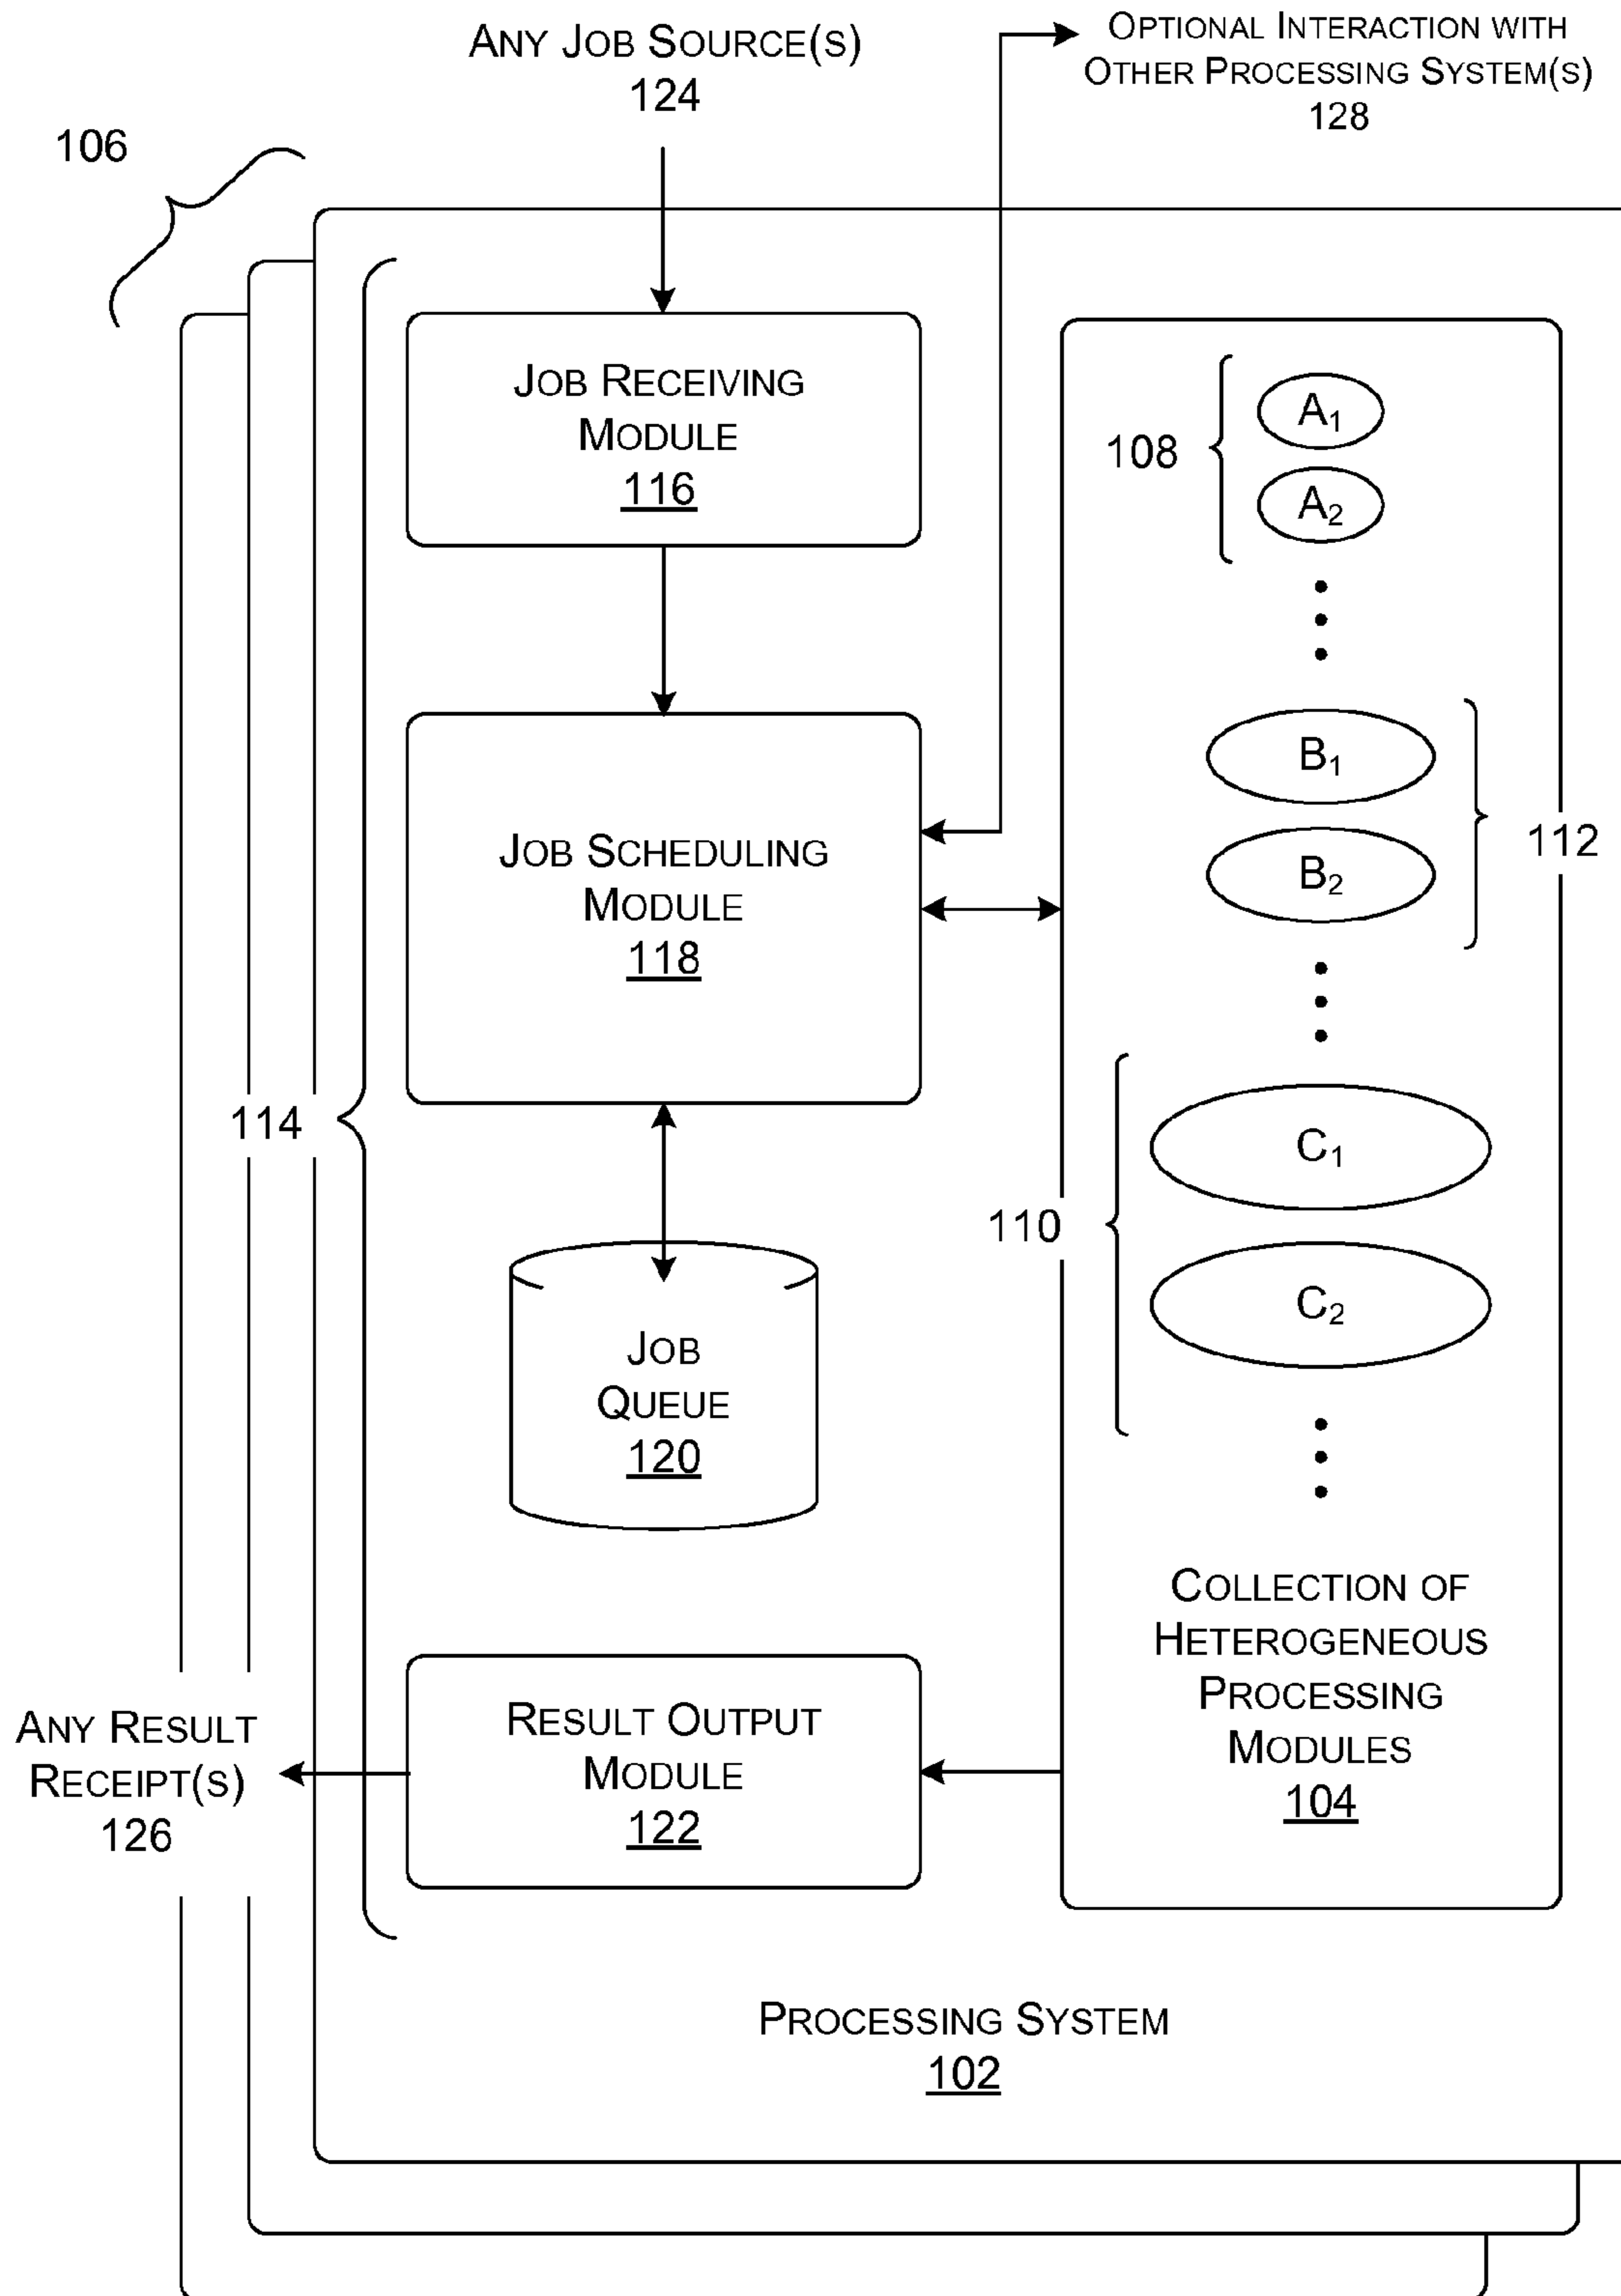 ANY JOB SOURCE(S)
124
OPTIONAL INTERACTION WITH
OTHER PROCESSING SYSTEM(S)
128
106
JOB RECEIVING
MODULE
116
108
A₁
A₂
JOB SCHEDULING
MODULE
118
B₁
B₂
112
114
110
C₁
C₂
JOB
QUEUE
120
COLLECTION OF
HETEROGENEOUS
PROCESSING
MODULES
104
ANY RESULT
RECEIPT(S)
126
RESULT OUTPUT
MODULE
122
PROCESSING SYSTEM
102